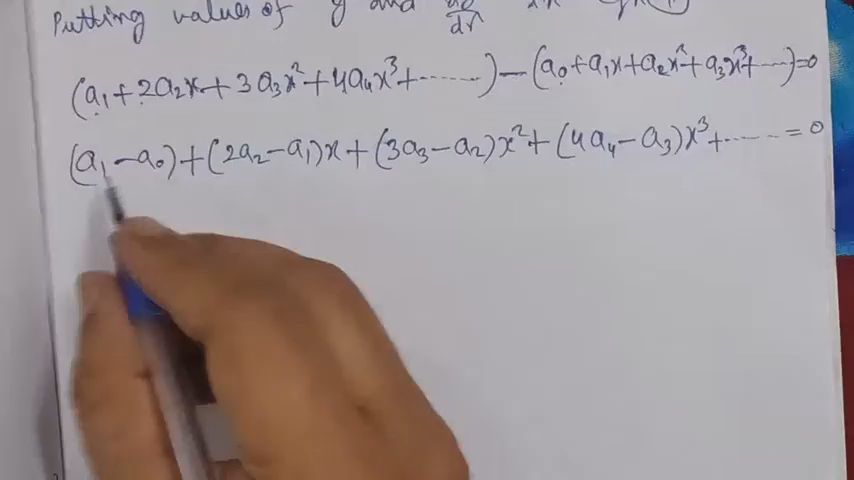 Putting values of y and dy/dx in
(a₁+2a₂x+3a₃x²+4a₄x³+......)-(a₀+a₁x+a₂x²+a₃x³+....)=0
(a₁-a₀)+(2a₂-a₁)x+(3a₃-a₂)x²+(4a₄-a₃)x³+......=0